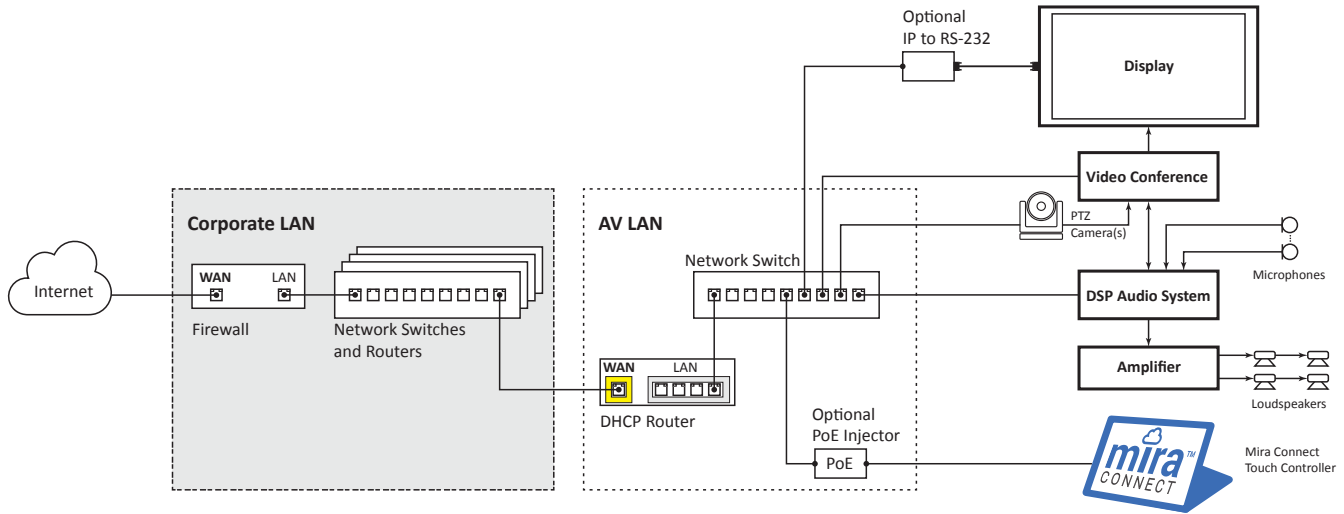 Optional
IP to RS-232
Display
Video Conference
PTZ
Camera(s)
Microphones
Corporate LAN
AV LAN
Network Switch
WAN
LAN
Internet
DSP Audio System
Firewall
Network Switches
and Routers
WAN
LAN
Amplifier
Loudspeakers
DHCP Router
Optional
PoE Injector
PoE
mira™
CONNECT
Mira Connect
Touch Controller